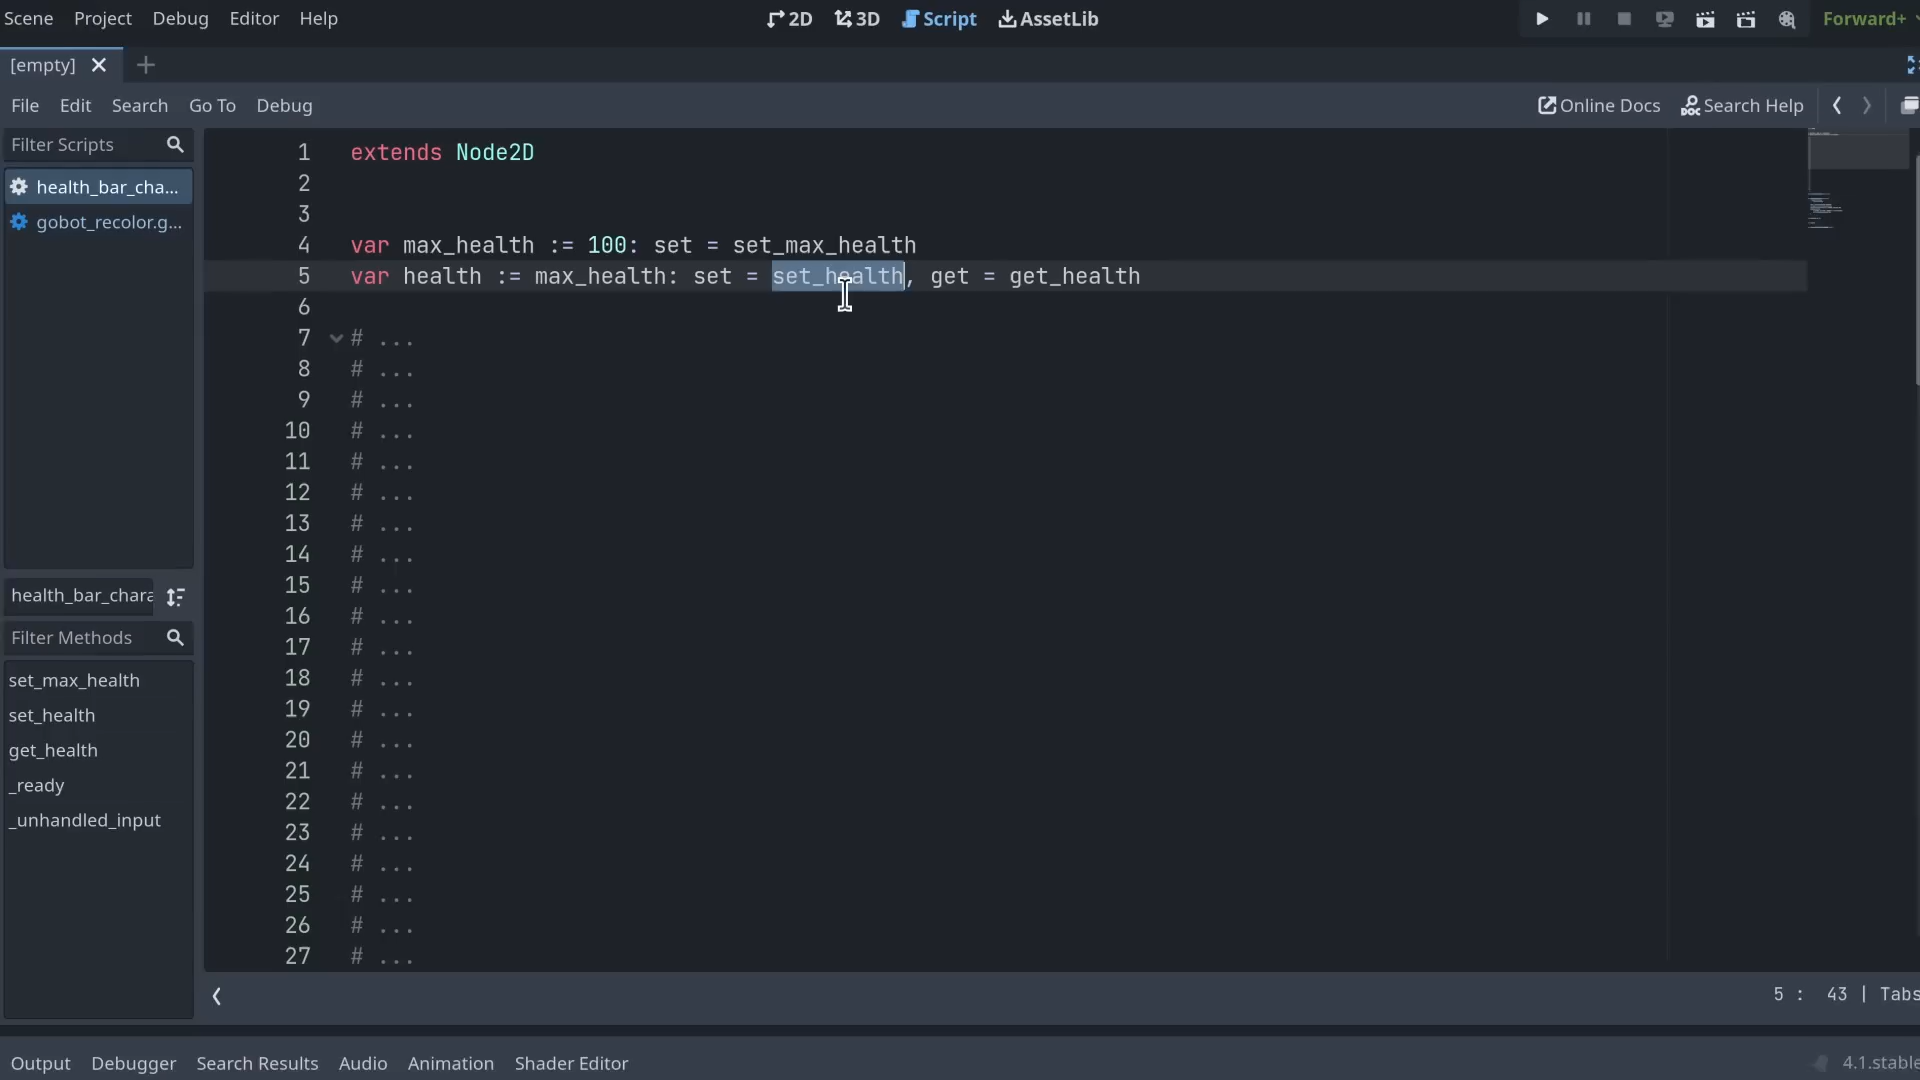 Scene Project Debug Editor Help 2D 3D Script AssetLib Forward+
[empty]
File Edit Search Go To Debug Online Docs Search Help
Filter Scripts
health_bar_cha...
gobot_recolor.g...
1 extends Node2D
2
3
4 var max_health := 100: set = set_max_health
5 var health := max_health: set = set_health, get = get_health
6
7 # ...
8 # ...
9 # ...
10 # ...
11 # ...
12 # ...
13 # ...
14 # ...
15 # ...
16 # ...
17 # ...
18 # ...
19 # ...
20 # ...
21 # ...
22 # ...
23 # ...
24 # ...
25 # ...
26 # ...
27 # ...
health_bar_chara
Filter Methods
set_max_health
set_health
get_health
_ready
_unhandled_input
5 : 43 | Tabs
Output Debugger Search Results Audio Animation Shader Editor 4.1.stable